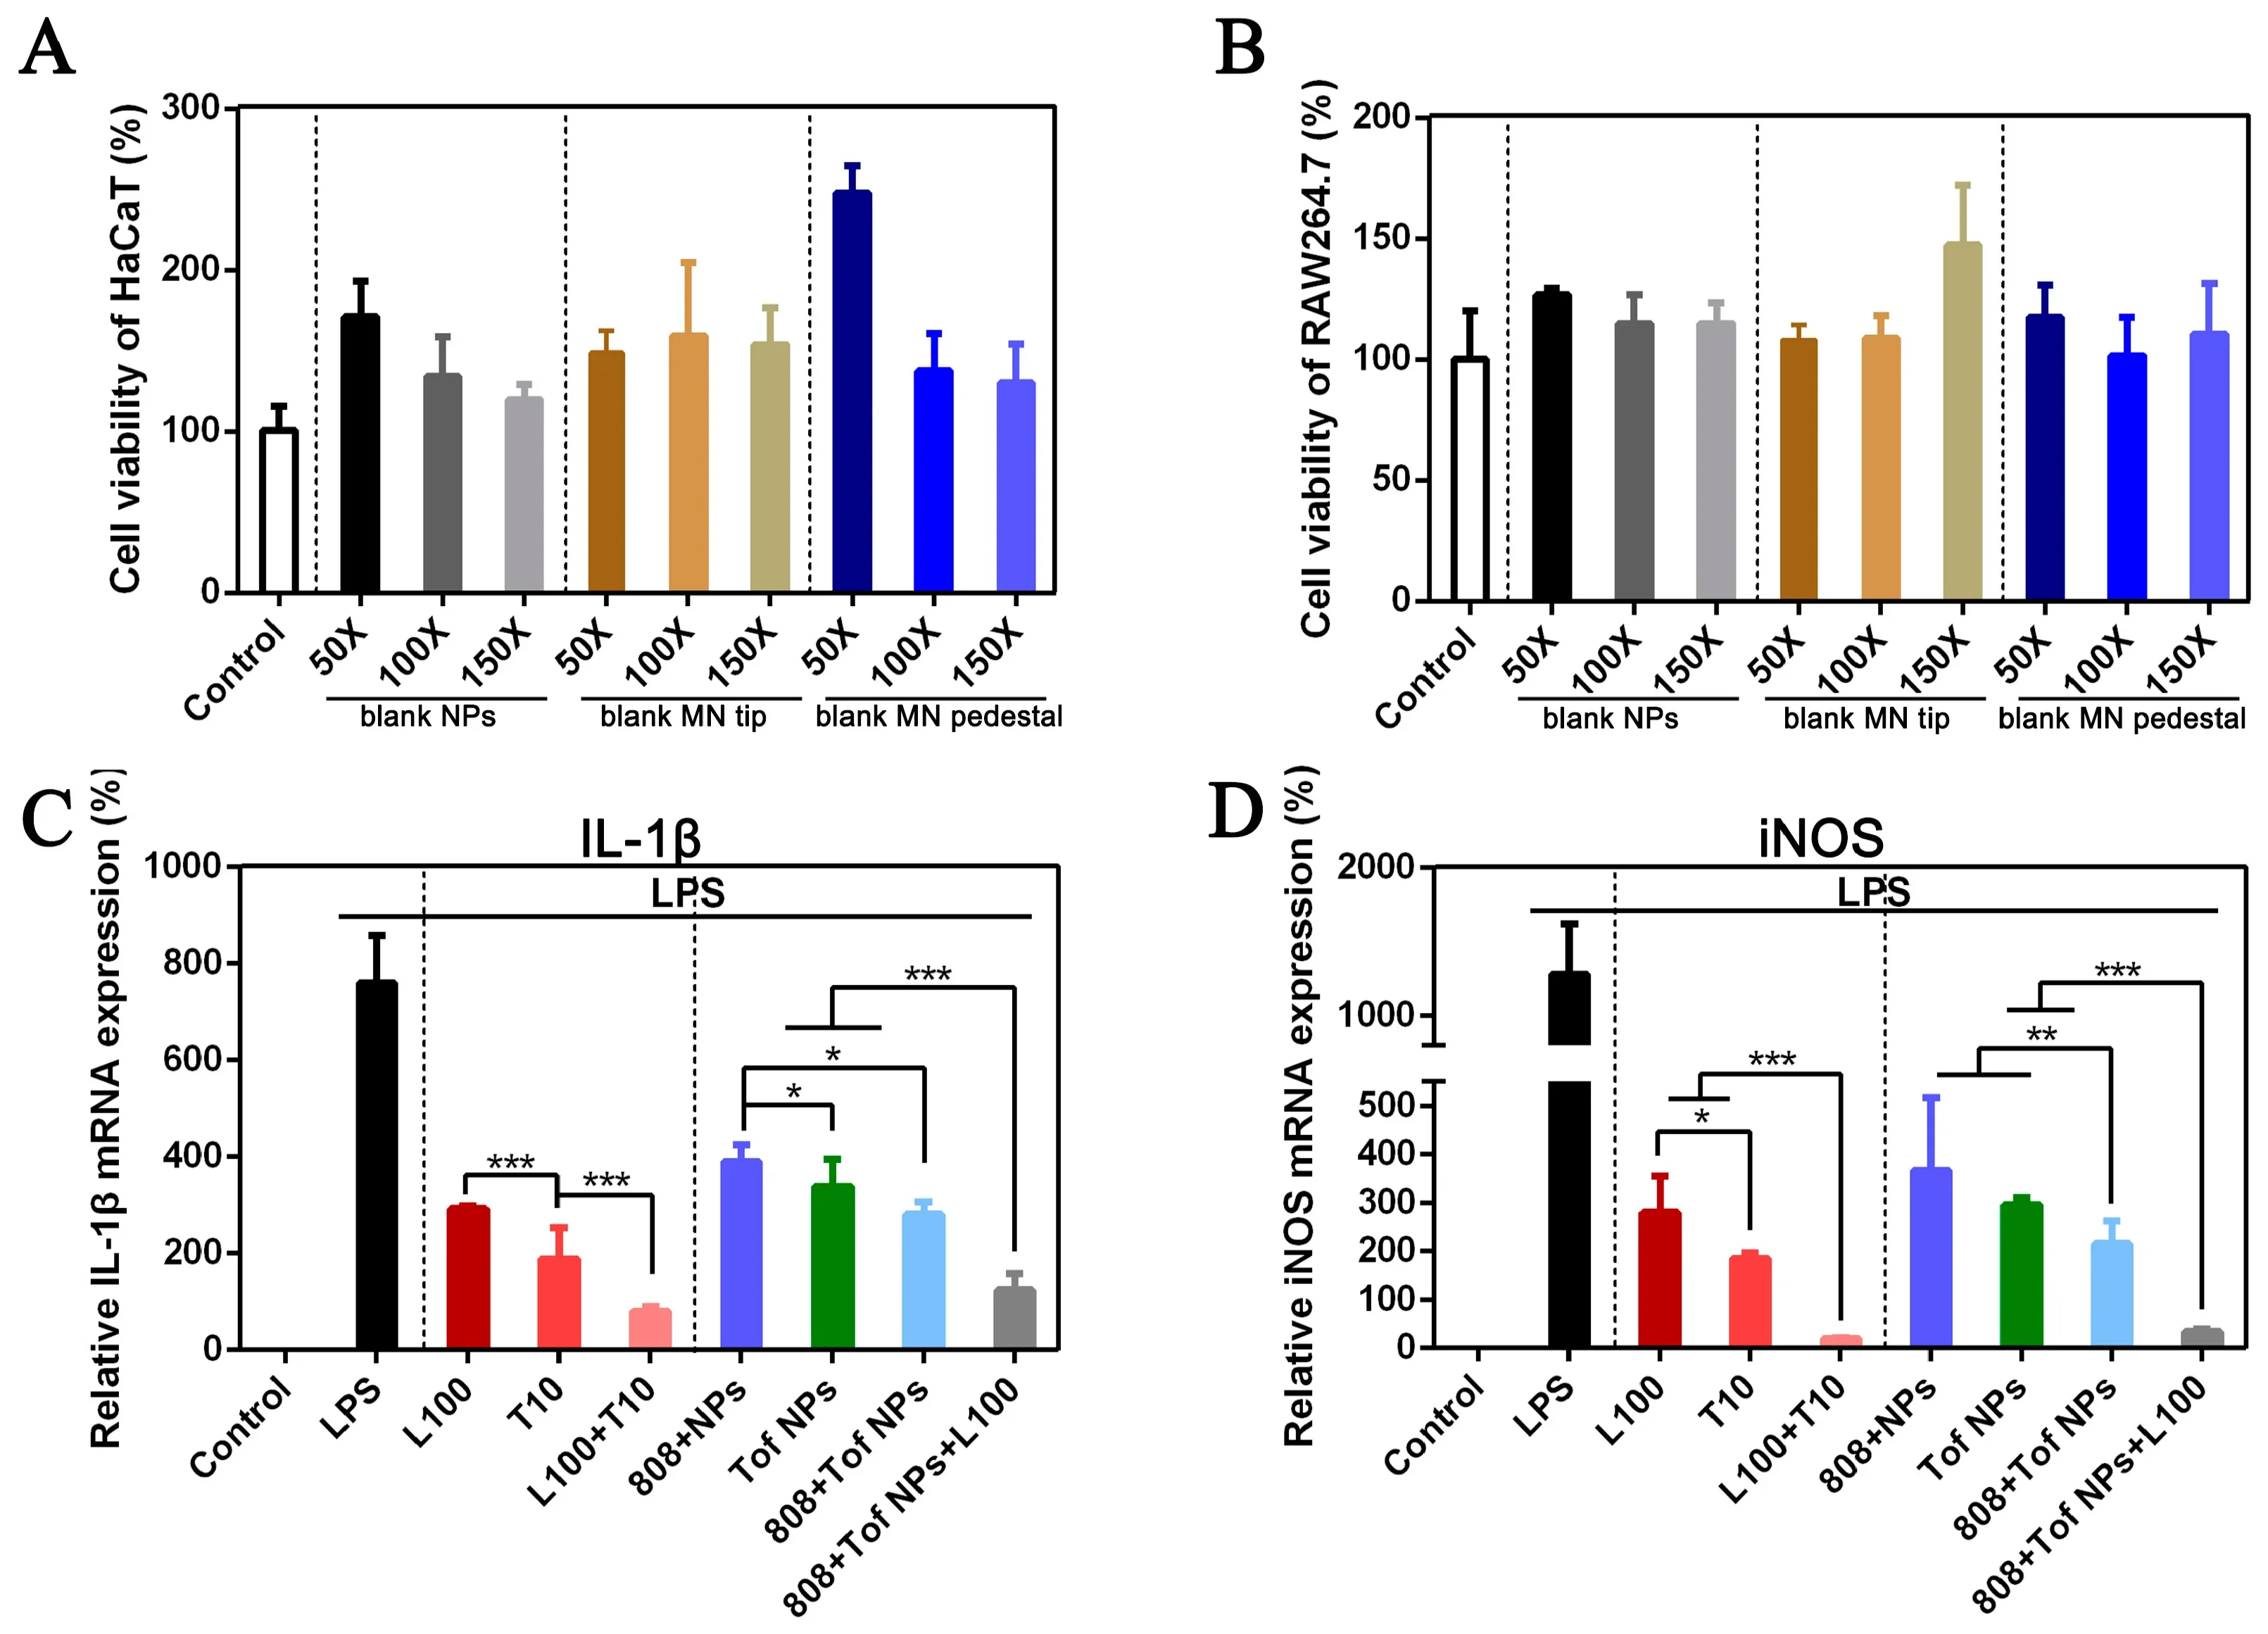 A
Cell viability of HaCaT (%)
300
200
100
0
Control
50X
100X
150X
50X
100X
150X
50X
100X
150X
blank NPs
blank MN tip
blank MN pedestal
B
Cell viability of RAW264.7 (%)
200
150
100
50
0
Control
50X
100X
150X
50X
100X
150X
50X
100X
150X
blank NPs
blank MN tip
blank MN pedestal
C
IL-1β
Relative IL-1β mRNA expression (%)
1000
800
600
400
200
0
LPS
***
*
*
***
***
Control
LPS
L100
T10
L100+T10
808+NPs
Tof NPs
808+Tof NPs
808+Tof NPs+L100
D
iNOS
Relative iNOS mRNA expression (%)
2000
1000
500
400
300
200
100
0
LPS
***
**
***
*
Control
LPS
L100
T10
L100+T10
808+NPs
Tof NPs
808+Tof NPs
808+Tof NPs+L100